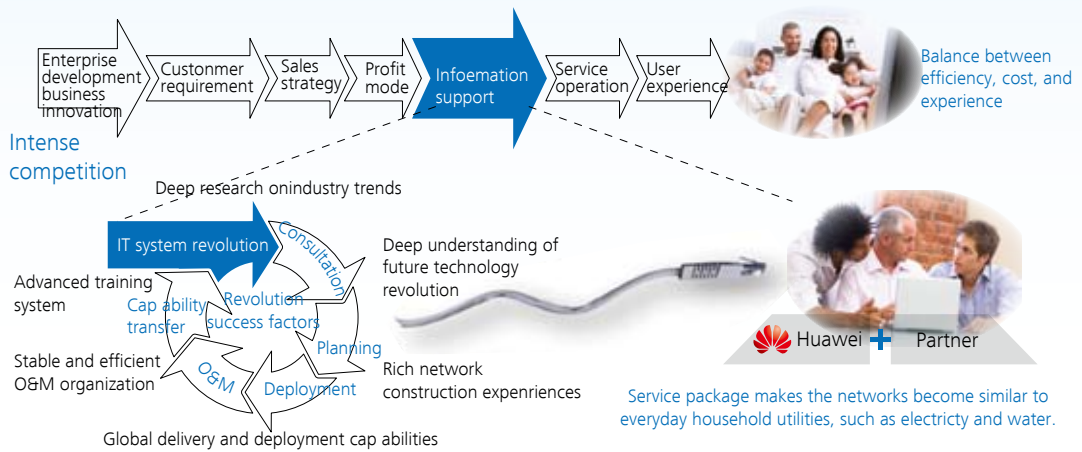 Enterprise
development
business
innovation
Custonmer
requirement
Sales
strategy
Profit
mode
Infoemation
support
Service
operation
User
experience
Balance between
efficiency, cost, and
experience
Intense
competition
Deep research onindustry trends
IT system revolution
Consultation
Deep understanding of
future technology
revolution
Advanced training
system
Cap ability
transfer
Revolution
success factors
Planning
Stable and efficient
O&M organization
O&M
Deployment
Rich network
construction expenriences
Global delivery and deployment cap abilities
Huawei + Partner
Service package makes the networks become similar to
everyday household utilities, such as electricty and water.